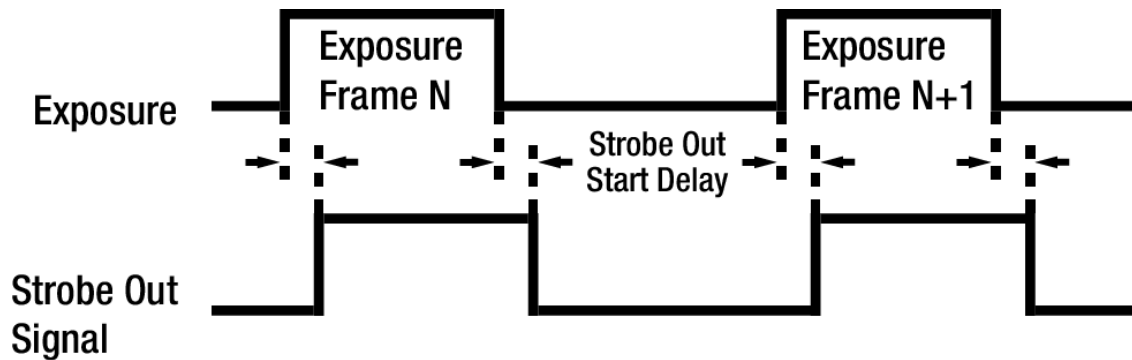 Exposure
Frame N
Exposure
Frame N+1
Exposure
Strobe Out
Start Delay
Strobe Out
Signal